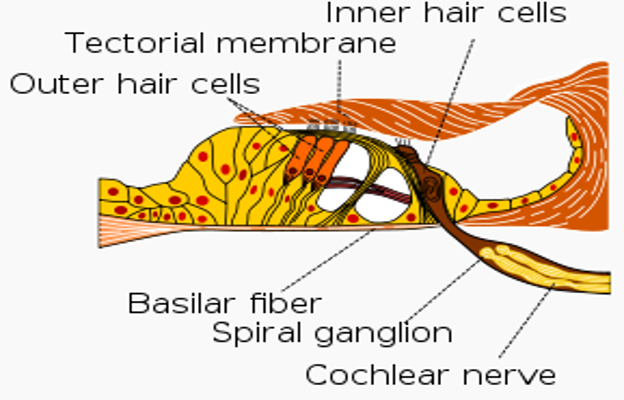 Inner hair cells
Tectorial membrane
Outer hair cells
Basilar fiber
Spiral ganglion
Cochlear nerve